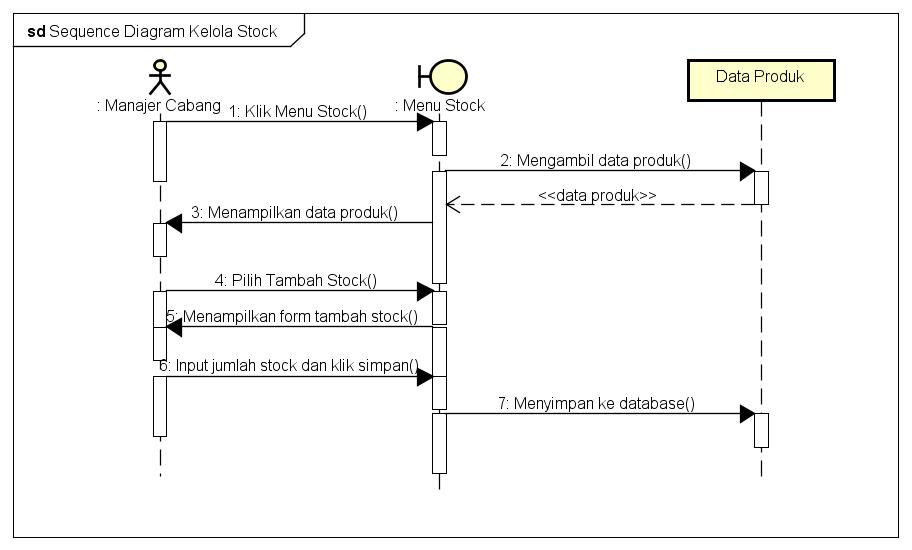 sd Sequence Diagram Kelola Stock
: Manajer Cabang
: Menu Stock
Data Produk
1: Klik Menu Stock()
2: Mengambil data produk()
<<data produk>>
3: Menampilkan data produk()
4: Pilih Tambah Stock()
5: Menampilkan form tambah stock()
6: Input jumlah stock dan klik simpan()
7: Menyimpan ke database()